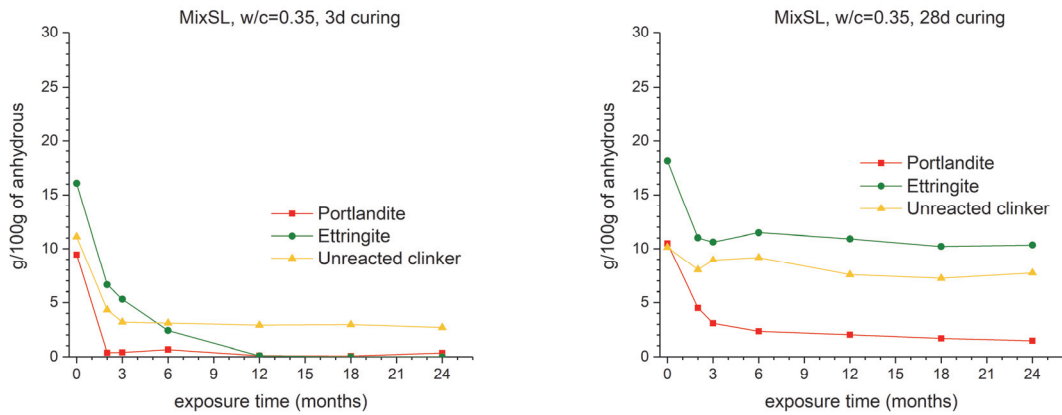 MixSL, w/c=0.35, 3d curing
30
25
20
15
10
5
0
g/100g of anhydrous
Portlandite
Ettringite
Unreacted clinker
0 3 6 9 12 15 18 21 24
exposure time (months)
MixSL, w/c=0.35, 28d curing
30
25
20
15
10
5
0
g/100g of anhydrous
Portlandite
Ettringite
Unreacted clinker
0 3 6 9 12 15 18 21 24
exposure time (months)